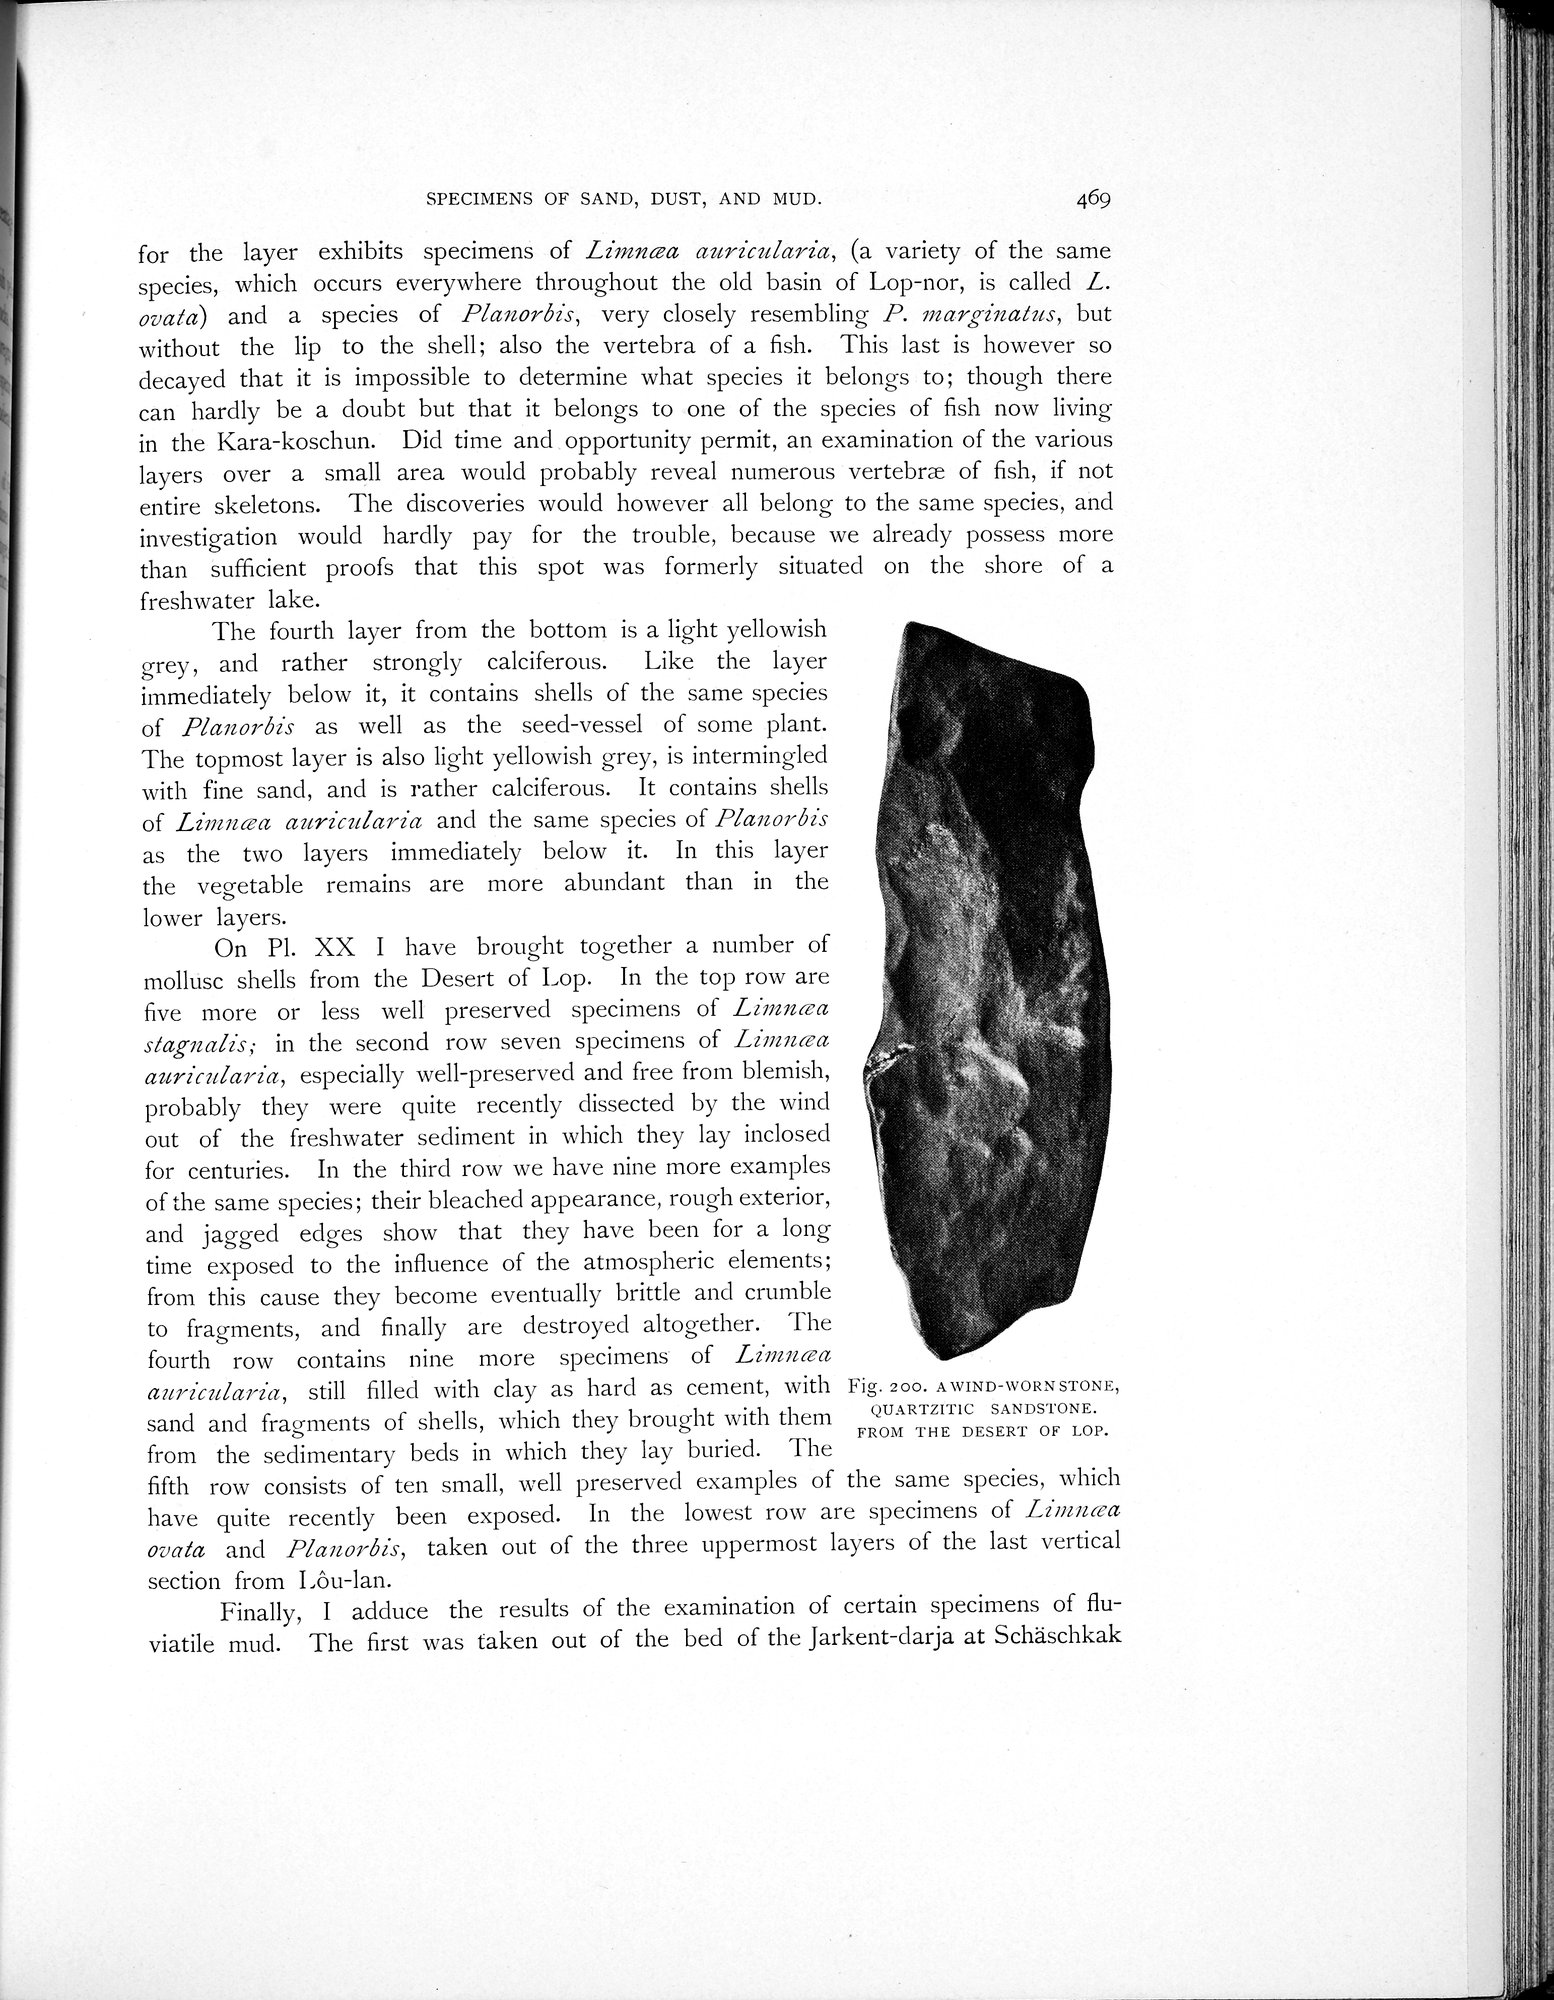 SPECIMENS OF SAND, DUST, AND MUD. 469
for the layer exhibits specimens of Limnœa auricularia, (a variety of the same
species, which occurs everywhere throughout the old basin of Lop-nor, is called L.
ovata) and a species of Planorbis, very closely resembling P. marginatus, but
without the lip to the shell; also the vertebra of a fish. This last is however so
decayed that it is impossible to determine what species it belongs to; though there
can hardly be a doubt but that it belongs to one of the species of fish now living
in the Kara-koschun. Did time and opportunity permit, an examination of the various
layers over a small area would probably reveal numerous vertebræ of fish, if not
entire skeletons. The discoveries would however all belong to the same species, and
investigation would hardly pay for the trouble, because we already possess more
than sufficient proofs that this spot was formerly situated on the shore of a
freshwater lake.
The fourth layer from the bottom is a light yellowish
grey, and rather strongly calciferous. Like the layer
immediately below it, it contains shells of the same species
of Planorbis as well as the seed-vessel of some plant.
The topmost layer is also light yellowish grey, is intermingled
with fine sand, and is rather calciferous. It contains shells
of Limnœa auricularia and the same species of Planorbis
as the two layers immediately below it. In this layer
the vegetable remains are more abundant than in the
lower layers.
On Pl. XX I have brought together a number of
mollusc shells from the Desert of Lop. In the top row are
five more or less well preserved specimens of Limnœa
stagnalis; in the second row seven specimens of Limnœa
auricularia, especially well-preserved and free from blemish,
probably they were quite recently dissected by the wind
out of the freshwater sediment in which they lay inclosed
for centuries. In the third row we have nine more examples
of the same species; their bleached appearance, rough exterior,
and jagged edges show that they have been for a long
time exposed to the influence of the atmospheric elements;
from this cause they become eventually brittle and crumble
to fragments, and finally are destroyed altogether. The
fourth row contains nine more specimens of Limnœa
auricularia, still filled with clay as hard as cement, with
sand and fragments of shells, which they brought with them
from the sedimentary beds in which they lay buried. The
fifth row consists of ten small, well preserved examples of the same species, which
have quite recently been exposed. In the lowest row are specimens of Limnœa
ovata and Planorbis, taken out of the three uppermost layers of the last vertical
section from Lôu-lan.
Finally, I adduce the results of the examination of certain specimens of flu-
viatile mud. The first was taken out of the bed of the Jarkent-darja at Schäschkak
Fig. 200. A WIND-WORN STONE,
QUARTZITIC SANDSTONE.
FROM THE DESERT OF LOP.